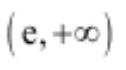 (e, +∞)